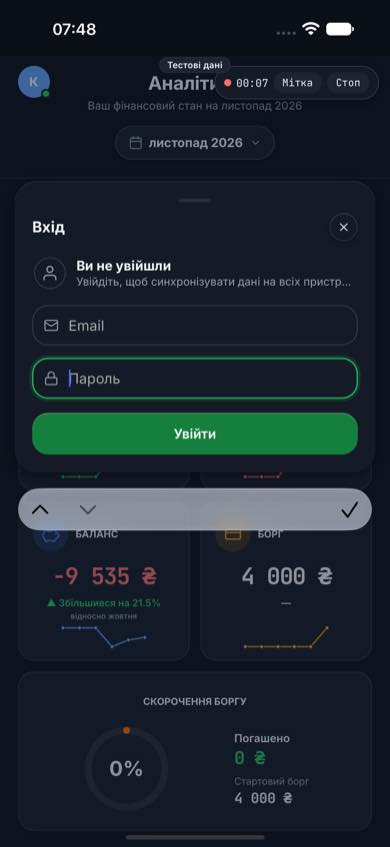 07:48
Тестові дані
К
Аналіти
00:07 Мітка Стоп
Ваш фінансовий стан на листопад 2026
листопад 2026
Вхід
Ви не увійшли
Увійдіть, щоб синхронізувати дані на всіх пристр...
Email
Пароль
Увійти
БАЛАНС
-9 535 ₴
▲ Збільшився на 21.5%
відносно жовтня
БОРГ
4 000 ₴
—
СКОРОЧЕННЯ БОРГУ
0%
Погашено
0 ₴
Стартовий борг
4 000 ₴